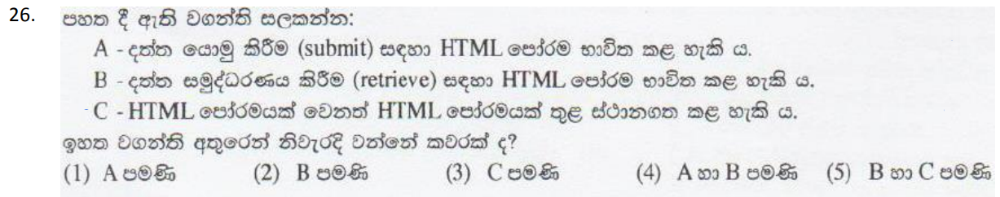 26. පහත දී ඇති වගන්ති සලකන්න:
A - දත්ත යොමු කිරීම (submit) සඳහා HTML පෝරම භාවිත කළ හැකි ය.
B - දත්ත සමුද්ධරණය කිරීම (retrieve) සඳහා HTML පෝරම භාවිත කළ හැකි ය.
C - HTML පෝරමයක් වෙනත් HTML පෝරමයක් තුළ ස්ථානගත කළ හැකි ය.
ඉහත වගන්ති අතුරෙන් නිවැරදි වන්නේ කවරක් ද?
(1) A පමණි (2) B පමණි (3) C පමණි (4) A හා B පමණි (5) B හා C පමණි